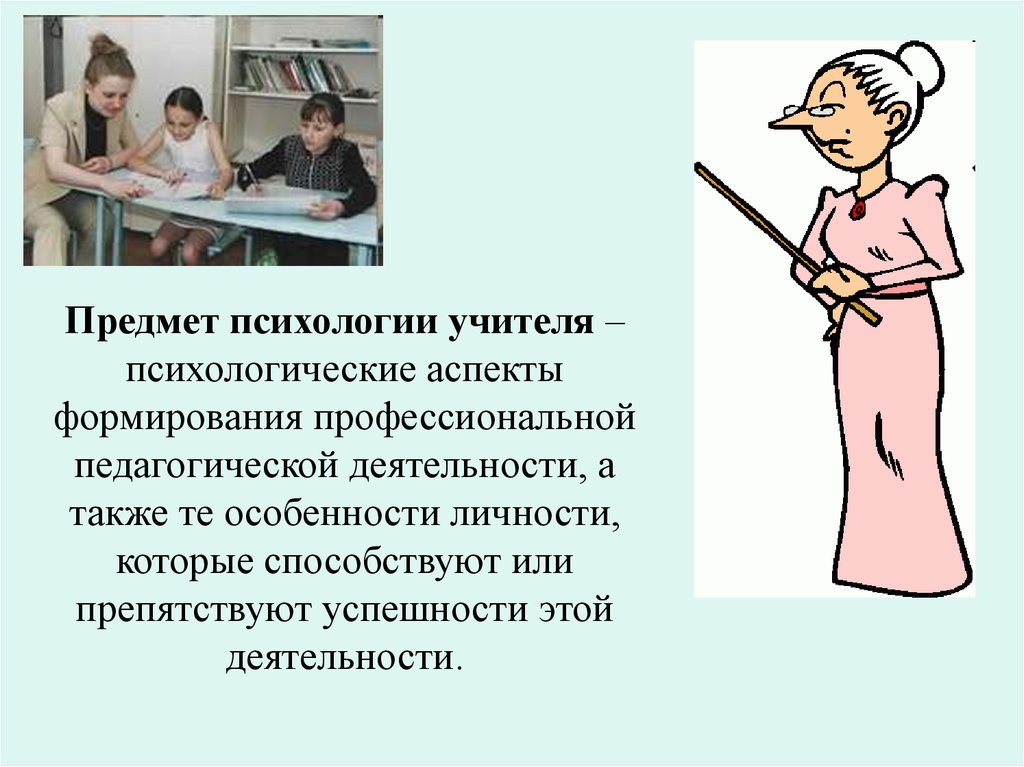 Предмет психологии учителя –
психологические аспекты
формирования профессиональной
педагогической деятельности, а
также те особенности личности,
которые способствуют или
препятствуют успешности этой
деятельности.